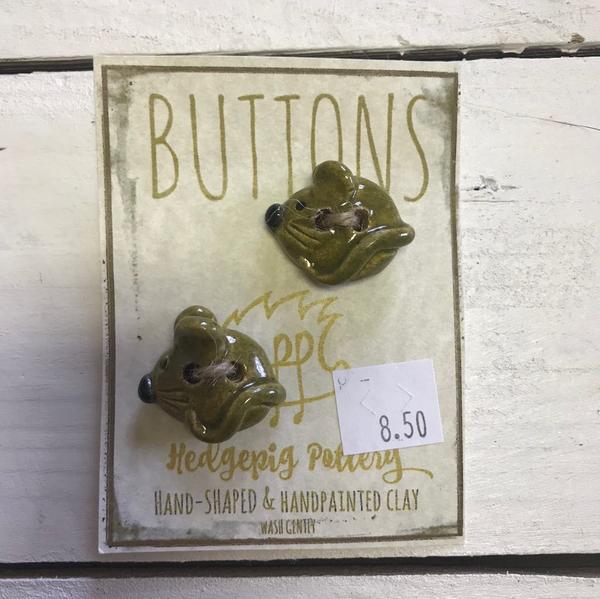 BUTTONS
8.50
Hedgepig Pottery
HAND-SHAPED & HANDPAINTED CLAY
WASH GENTLY